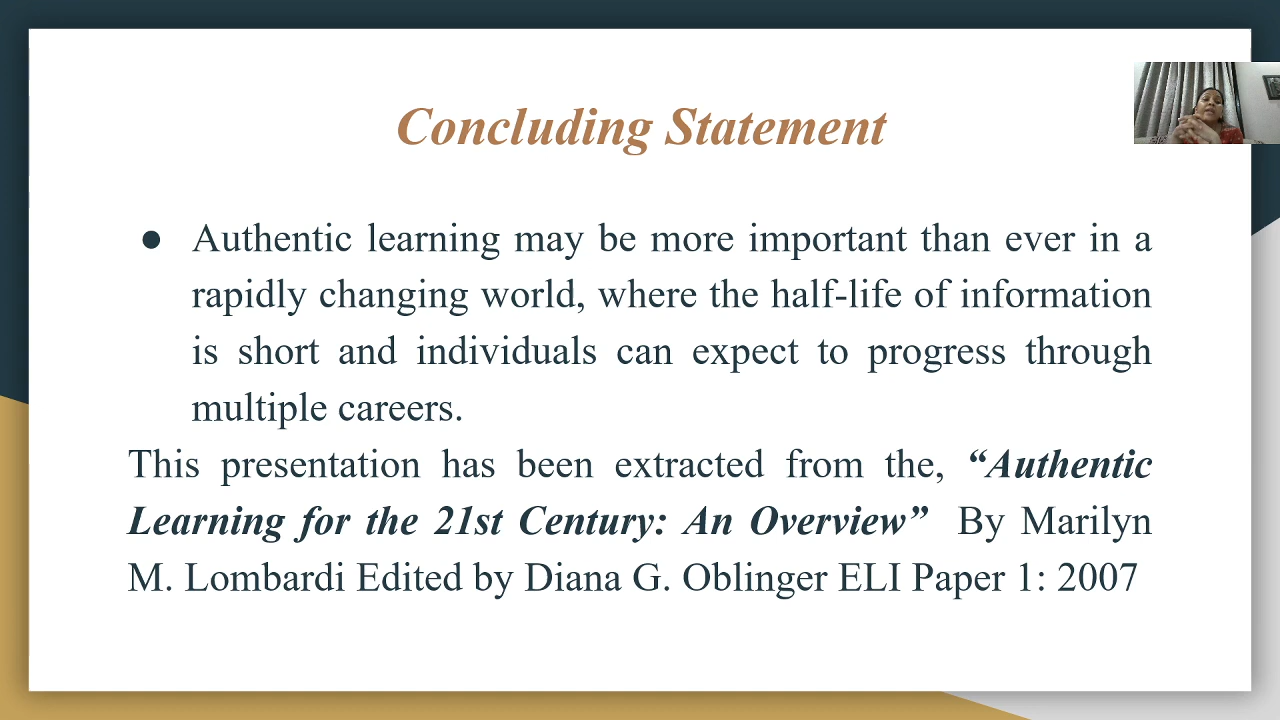 Concluding Statement
● Authentic learning may be more important than ever in a
rapidly changing world, where the half-life of information
is short and individuals can expect to progress through
multiple careers.
This presentation has been extracted from the, “Authentic
Learning for the 21st Century: An Overview” By Marilyn
M. Lombardi Edited by Diana G. Oblinger ELI Paper 1: 2007